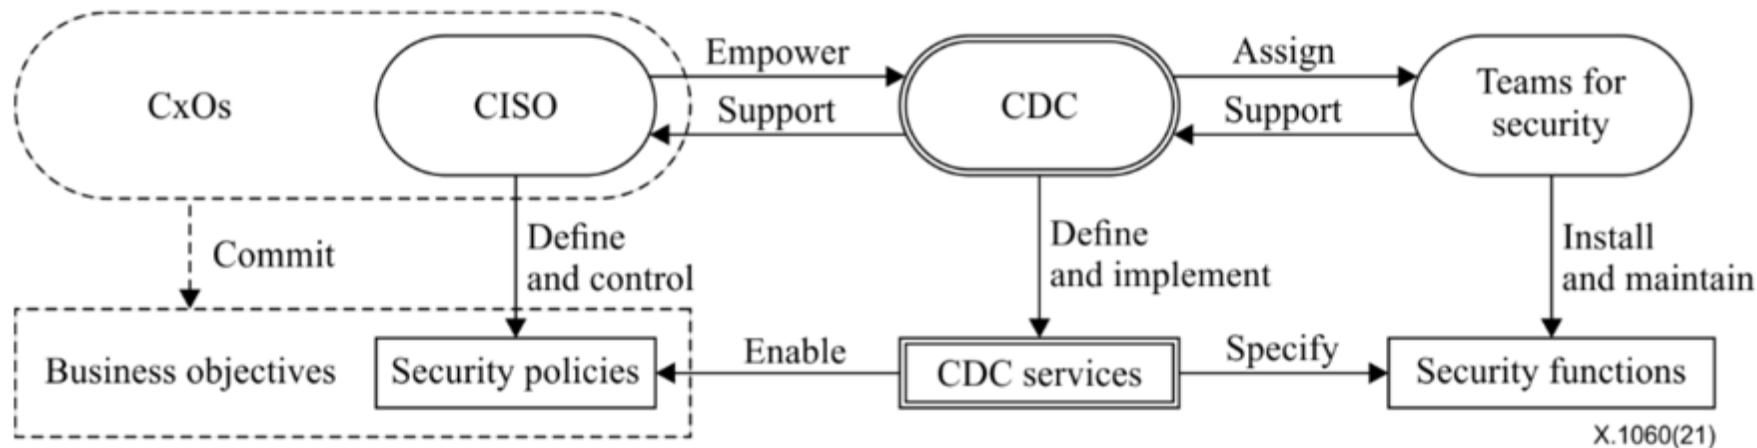 Empower
Assign
CxOs
CISO
CDC
Teams for
security
Support
Support
Commit
Define
and control
Define
and implement
Install
and maintain
Business objectives
Security policies
Enable
CDC services
Specify
Security functions
X.1060(21)